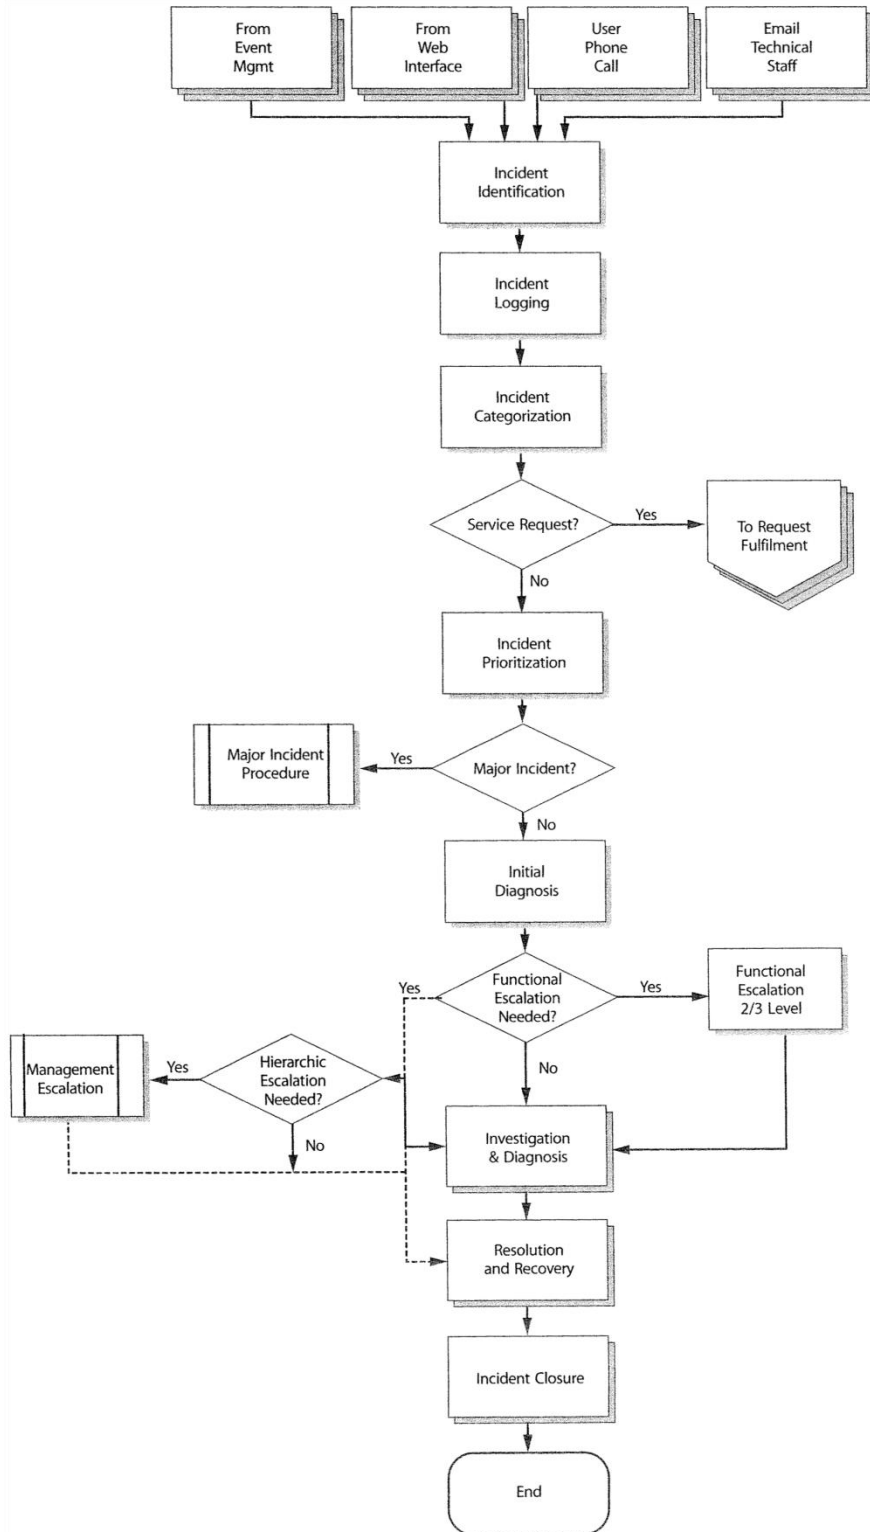 From
Event
Mgmt
From
Web
Interface
User
Phone
Call
Email
Technical
Staff
Incident
Identification
Incident
Logging
Incident
Categorization
Service Request?
Yes
To Request
Fulfilment
No
Incident
Prioritization
Major Incident
Procedure
Yes
Major Incident?
No
Initial
Diagnosis
Yes
Functional
Escalation
Needed?
Yes
Functional
Escalation
2/3 Level
Management
Escalation
Yes
Hierarchic
Escalation
Needed?
No
No
Investigation
& Diagnosis
Resolution
and Recovery
Incident Closure
End